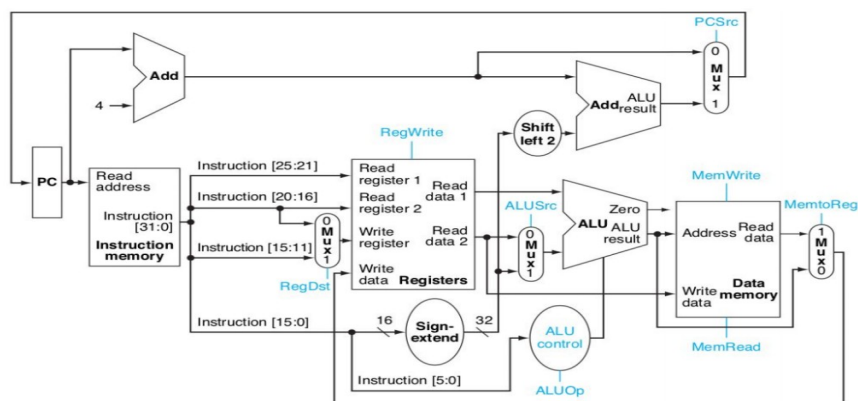 PCSrc
0
Mux
1
Add
4
Add ALU result
Shift left 2
RegWrite
PC
Read address
Instruction [31:0]
Instruction memory
Instruction [25:21]
Instruction [20:16]
Instruction [15:11]
0
Mux
1
RegDst
Read register 1
Read register 2
Write register
Write data
Read data 1
Read data 2
Registers
ALUSrc
0
Mux
1
Zero
ALU
ALU result
MemWrite
Address
Read data
Write data
Data memory
MemRead
MemtoReg
1
Mux
0
Instruction [15:0]
16
Sign-extend
32
ALU control
Instruction [5:0]
ALUOp